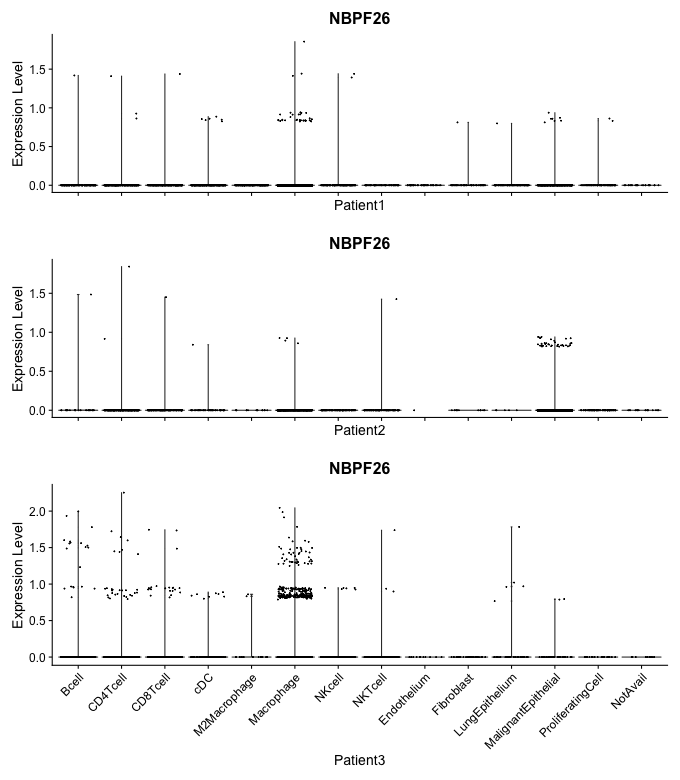 NBPF26
Expression Level
1.5
1.0
0.5
0.0
Patient1
NBPF26
Expression Level
1.5
1.0
0.5
0.0
Patient2
NBPF26
Expression Level
2.0
1.5
1.0
0.5
0.0
Bcell
CD4Tcell
CD8Tcell
cDC
M2Macrophage
Macrophage
NKcell
NKTcell
Endothelium
Fibroblast
LungEpithelium
MalignantEpithelial
ProliferatingCell
NotAvail
Patient3